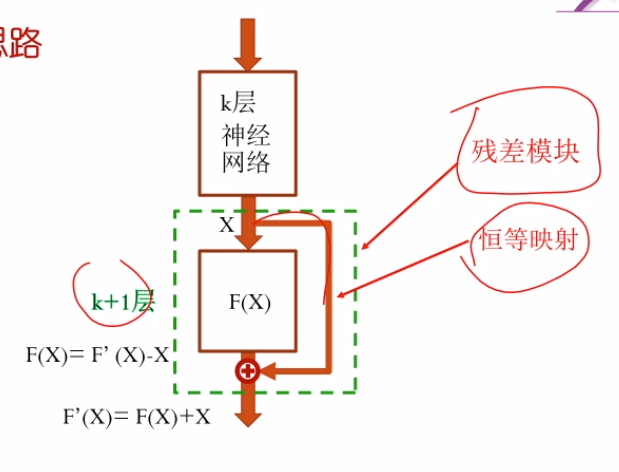 思路
k层
神经
网络
残差模块
X
恒等映射
k+1层
F(X)
F(X)= F’ (X)-X
F’(X)= F(X)+X